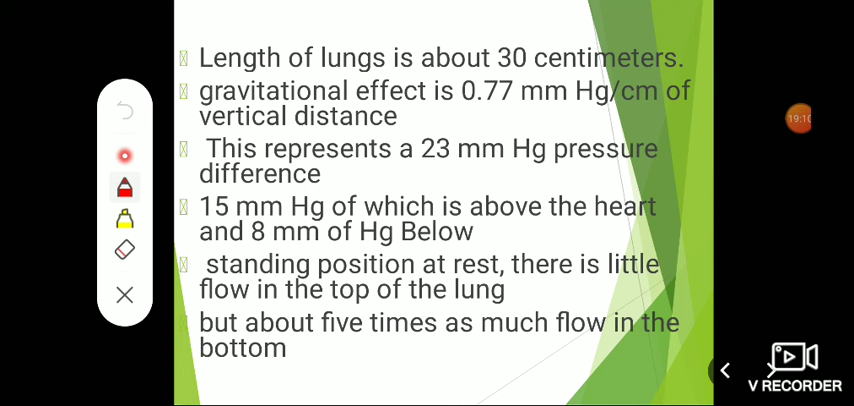 Length of lungs is about 30 centimeters.
gravitational effect is 0.77 mm Hg/cm of
vertical distance
This represents a 23 mm Hg pressure
difference
15 mm Hg of which is above the heart
and 8 mm of Hg Below
standing position at rest, there is little
flow in the top of the lung
but about five times as much flow in the
bottom
19:10
V RECORDER